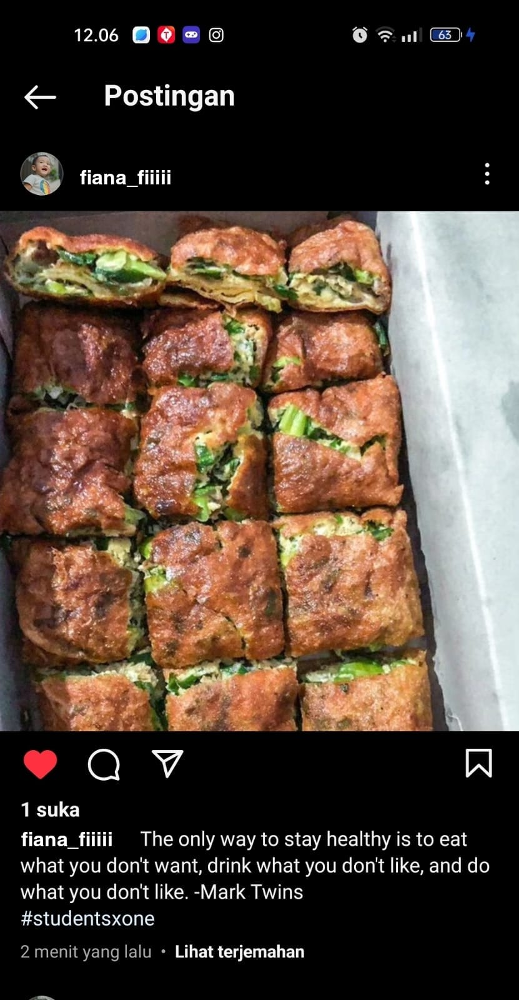 12.06
63
Postingan
fiana_fiiiii
1 suka
fiana_fiiiii The only way to stay healthy is to eat
what you don't want, drink what you don't like, and do
what you don't like. -Mark Twins
#studentsxone
2 menit yang lalu • Lihat terjemahan